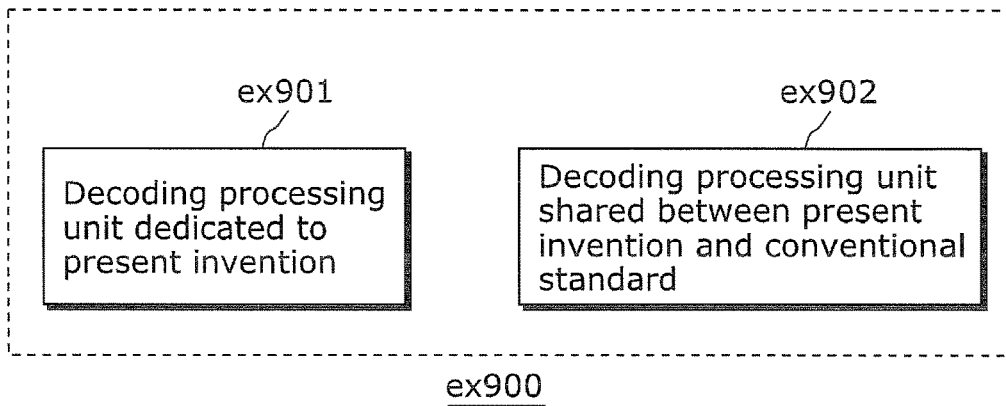 ex901
ex902
Decoding processing
unit dedicated to
present invention
Decoding processing unit
shared between present
invention and conventional
standard
ex900